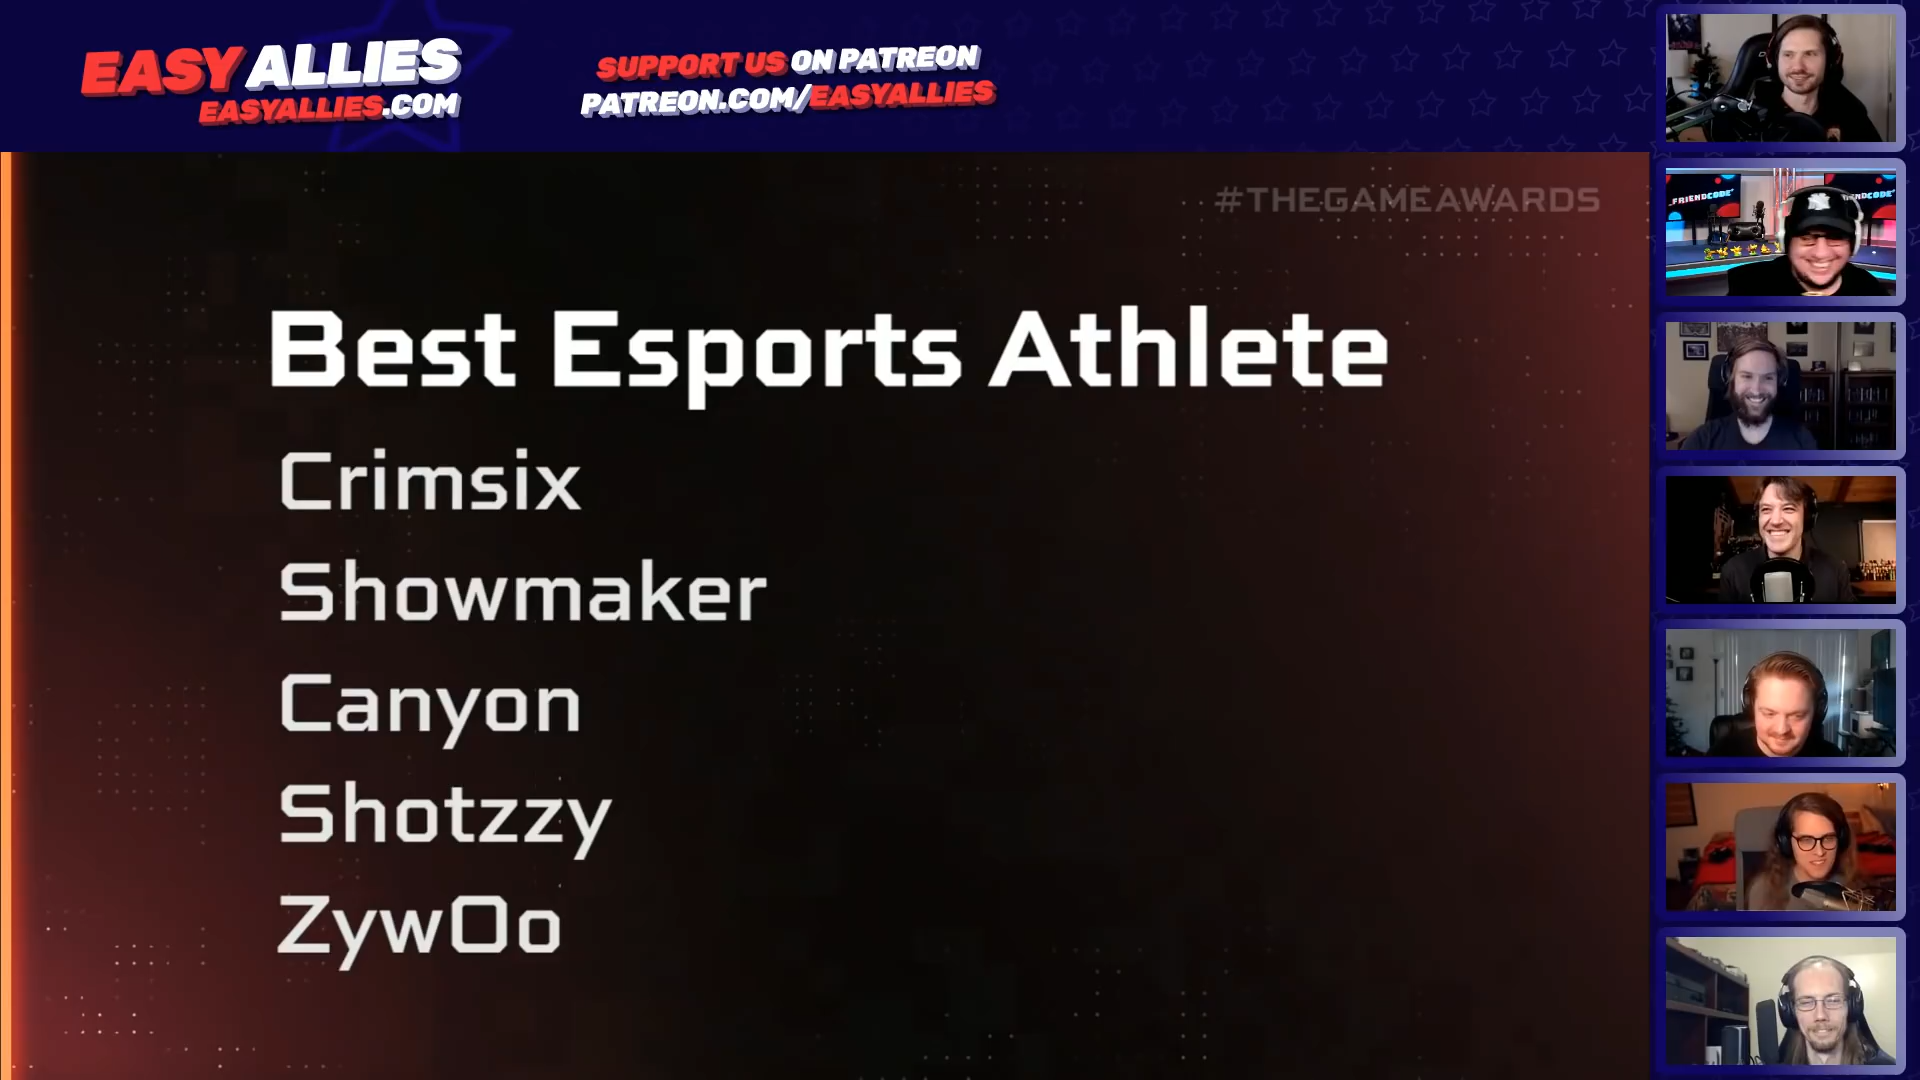 EASY ALLIES
EASYALLIES.COM
SUPPORT US ON PATREON
PATREON.COM/EASYALLIES
#THEGAMEAWARDS
Best Esports Athlete
Crimsix
Showmaker
Canyon
Shotzzy
ZywOo
FRIENDCODE